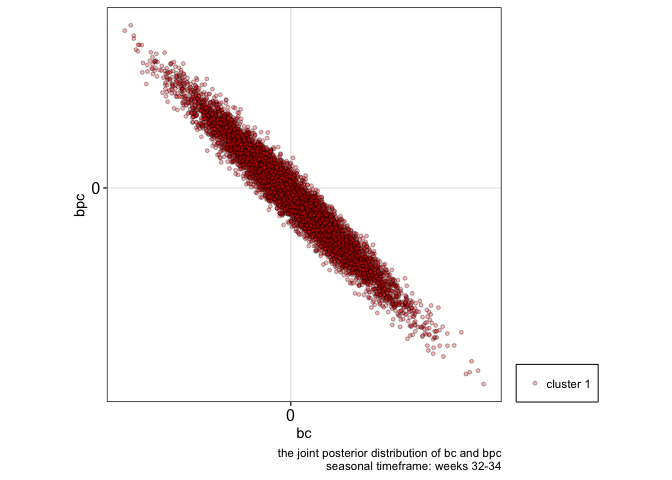 0
bpc
0
bc
cluster 1
the joint posterior distribution of bc and bpc
seasonal timeframe: weeks 32-34